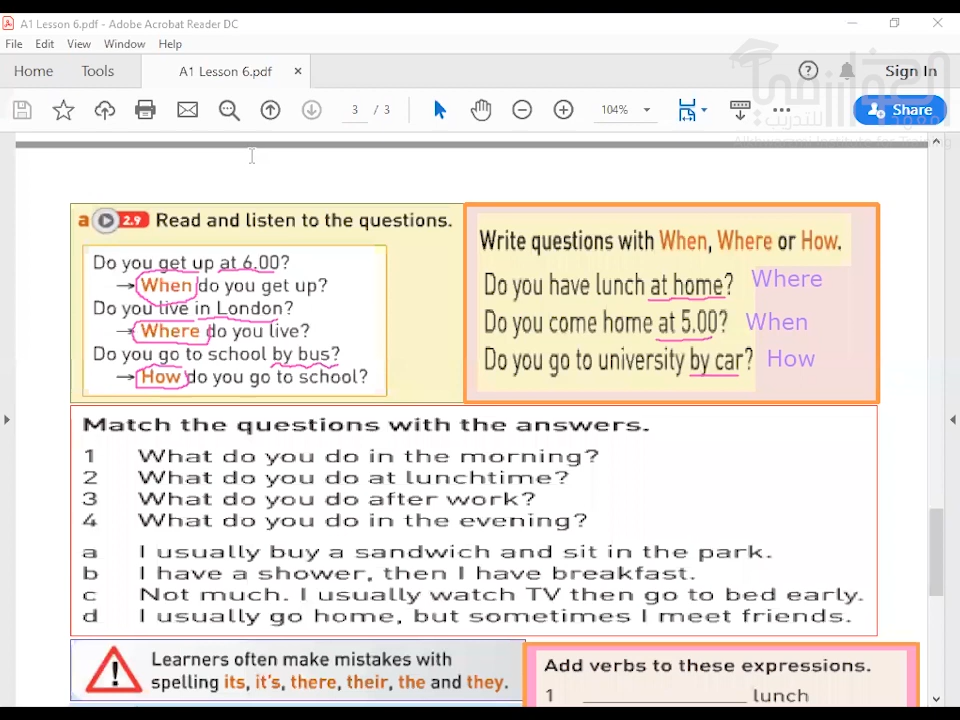 A1 Lesson 6.pdf - Adobe Acrobat Reader DC
File Edit View Window Help
Home Tools A1 Lesson 6.pdf × Sign In
3 / 3 104% Share
الخوارزمي
معهد للتدريب
a 2.9 Read and listen to the questions.
Do you get up at 6.00?
→ When do you get up?
Do you live in London?
→ Where do you live?
Do you go to school by bus?
→ How do you go to school?
Write questions with When, Where or How.
Do you have lunch at home? Where
Do you come home at 5.00? When
Do you go to university by car? How
Match the questions with the answers.
1 What do you do in the morning?
2 What do you do at lunchtime?
3 What do you do after work?
4 What do you do in the evening?
a I usually buy a sandwich and sit in the park.
b I have a shower, then I have breakfast.
c Not much. I usually watch TV then go to bed early.
d I usually go home, but sometimes I meet friends.
Learners often make mistakes with
spelling its, it's, there, their, the and they.
Add verbs to these expressions.
1 __________ lunch